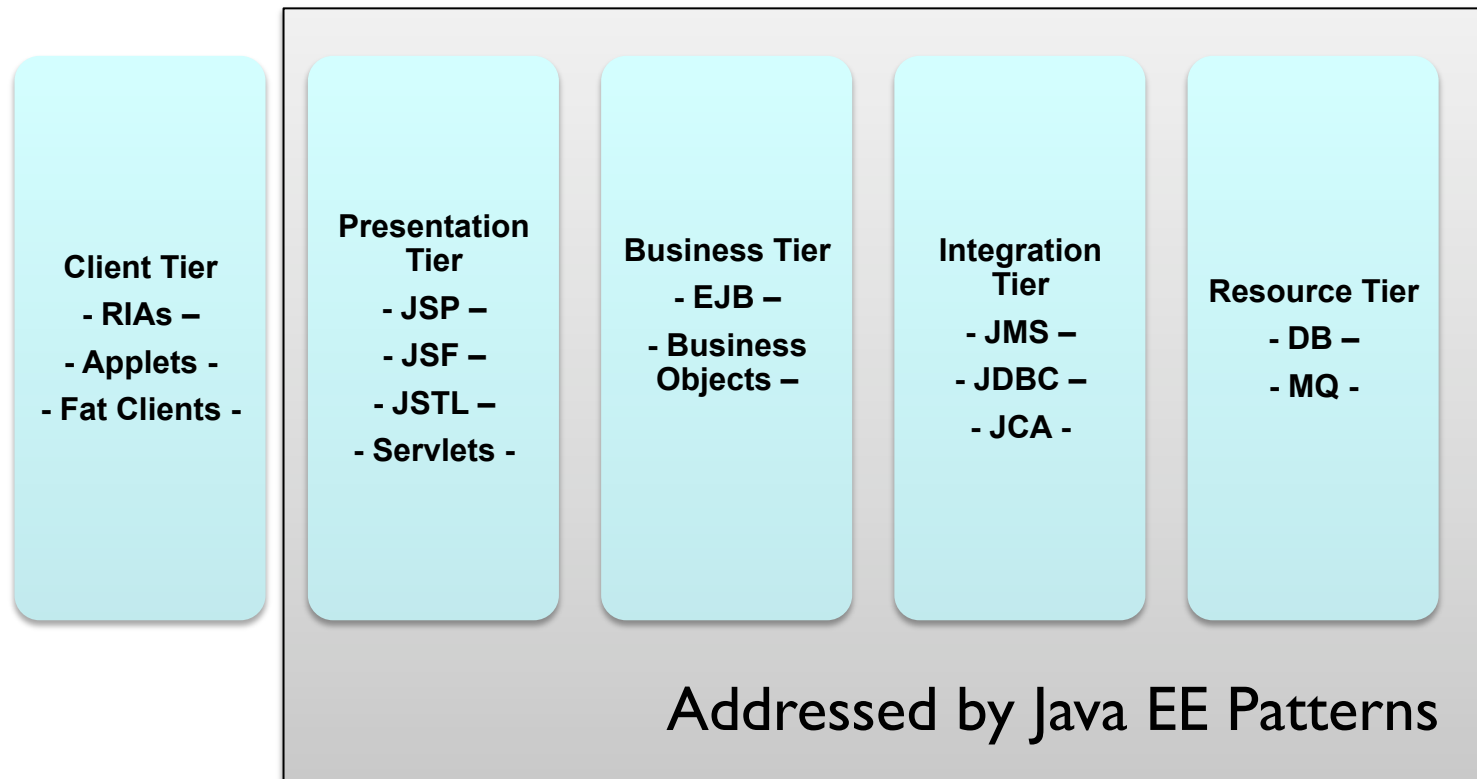 Client Tier
- RIAs –
- Applets -
- Fat Clients -
Presentation
Tier
- JSP –
- JSF –
- JSTL –
- Servlets -
Business Tier
- EJB –
- Business
Objects –
Integration
Tier
- JMS –
- JDBC –
- JCA -
Resource Tier
- DB –
- MQ -
Addressed by Java EE Patterns